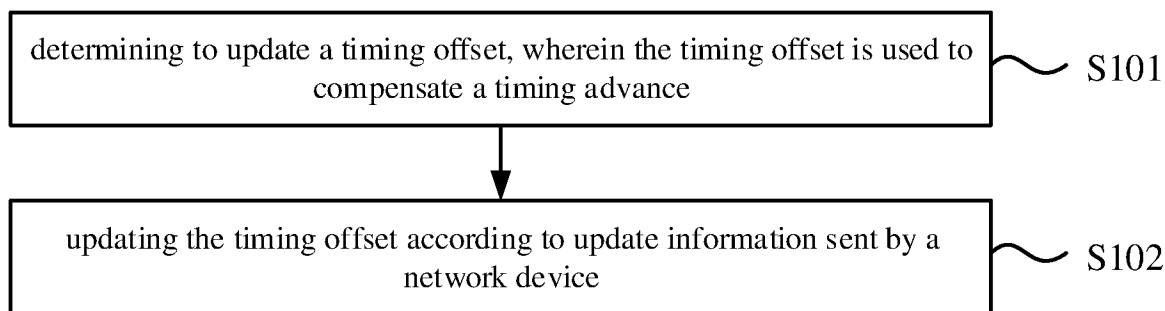 determining to update a timing offset, wherein the timing offset is used to
compensate a timing advance
S101
updating the timing offset according to update information sent by a
network device
S102